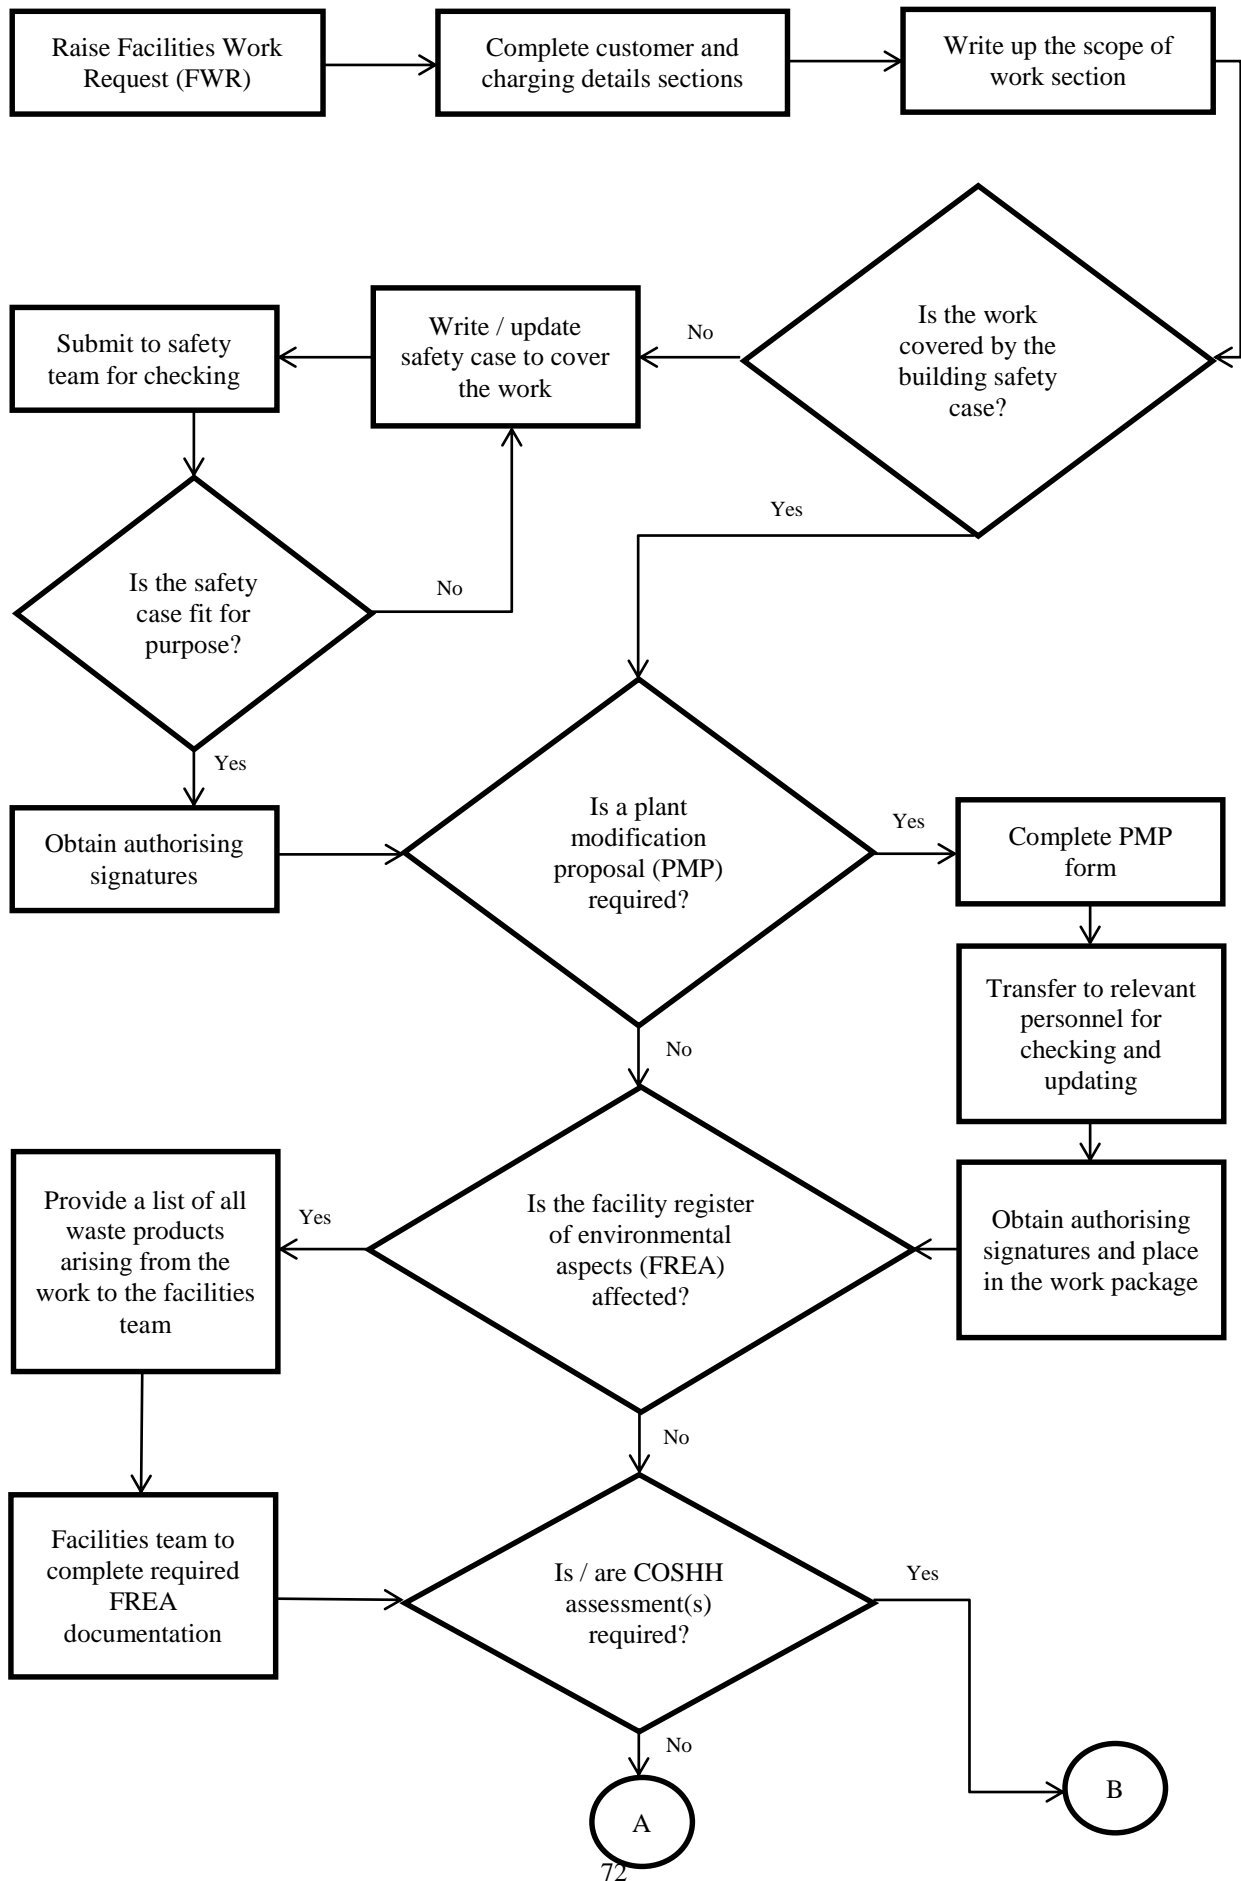 Raise Facilities Work
Request (FWR)
Complete customer and
charging details sections
Write up the scope of
work section
Is the work
covered by the
building safety
case?
No
Write / update
safety case to cover
the work
Submit to safety
team for checking
Yes
Is the safety
case fit for
purpose?
No
Yes
Obtain authorising
signatures
Is a plant
modification
proposal (PMP)
required?
Yes
Complete PMP
form
Transfer to relevant
personnel for
checking and
updating
No
Obtain authorising
signatures and place
in the work package
Is the facility register
of environmental
aspects (FREA)
affected?
Yes
Provide a list of all
waste products
arising from the
work to the facilities
team
No
Facilities team to
complete required
FREA
documentation
Is / are COSHH
assessment(s)
required?
Yes
No
B
A
72